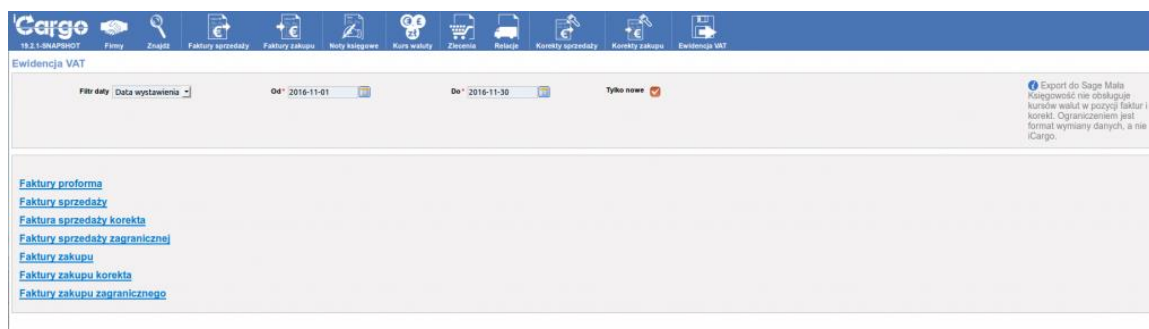 iCargo
19.2.1-SNAPSHOT Firmy Znajdź Faktury sprzedaży Faktury zakupu Noty księgowe Kurs waluty Zlecenia Relacje Korekty sprzedaży Korekty zakupu Ewidencja VAT
Ewidencja VAT
Filtr daty Data wystawienia Od* 2016-11-01 Do* 2016-11-30 Tylko nowe
Export do Sage Mała
Księgowość nie obsługuje
kursów walut w pozycji faktur i
korekt. Ograniczeniem jest
format wymiany danych, a nie
iCargo.
Faktury proforma
Faktury sprzedaży
Faktura sprzedaży korekta
Faktury sprzedaży zagranicznej
Faktury zakupu
Faktury zakupu korekta
Faktury zakupu zagranicznego